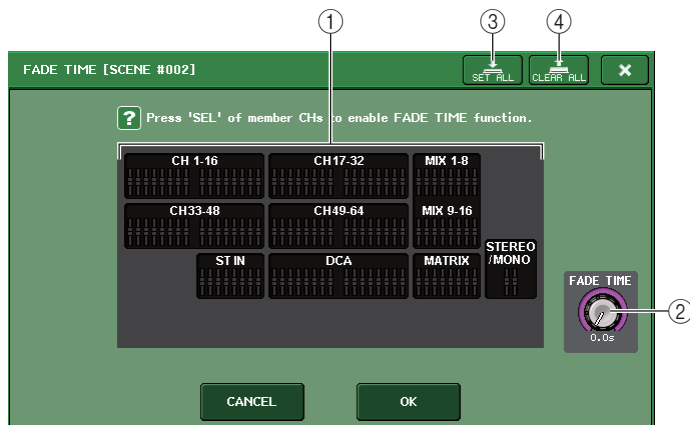 ① ③ ④
FADE TIME [SCENE #002]
SET ALL
CLEAR ALL
×
? Press 'SEL' of member CHs to enable FADE TIME function.
CH 1-16 CH17-32 MIX 1-8
CH33-48 CH49-64 MIX 9-16
ST IN DCA MATRIX STEREO
/MONO
FADE TIME
②
0.0s
CANCEL OK